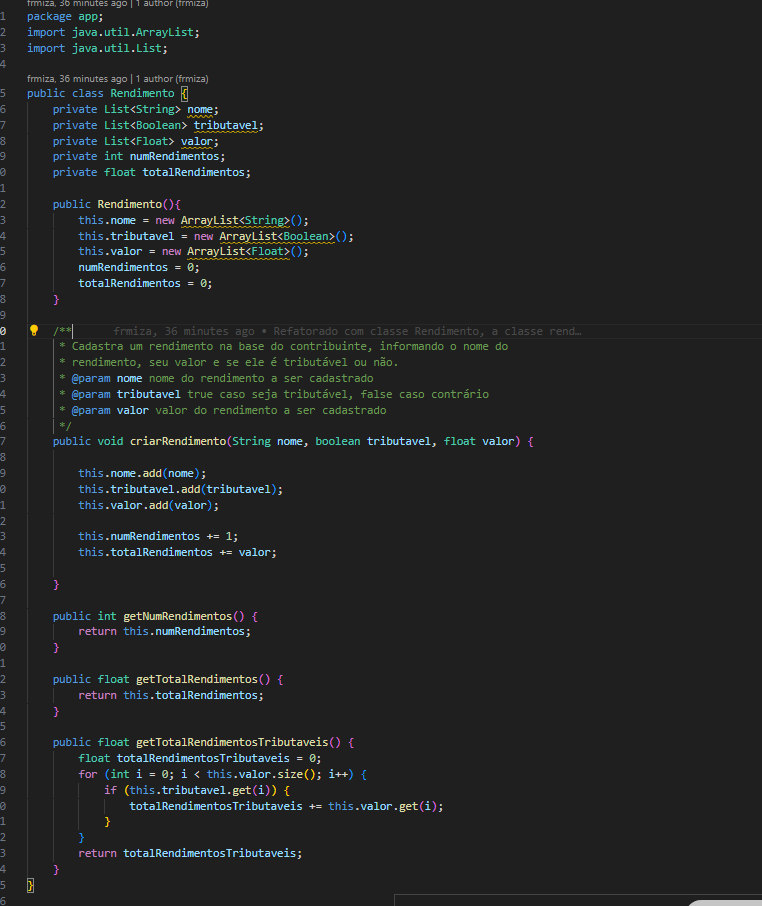 frmiza, 36 minutes ago | 1 author (frmiza)
1 package app;
2 import java.util.ArrayList;
3 import java.util.List;
4
frmiza, 36 minutes ago | 1 author (frmiza)
5 public class Rendimento {
6     private List<String> nome;
7     private List<Boolean> tributavel;
8     private List<Float> valor;
9     private int numRendimentos;
0     private float totalRendimentos;
1
2     public Rendimento(){
3         this.nome = new ArrayList<String>();
4         this.tributavel = new ArrayList<Boolean>();
5         this.valor = new ArrayList<Float>();
6         numRendimentos = 0;
7         totalRendimentos = 0;
8     }
9
0     /** frmiza, 36 minutes ago • Refatorado com classe Rendimento, a classe rend…
1      * Cadastra um rendimento na base do contribuinte, informando o nome do
2      * rendimento, seu valor e se ele é tributável ou não.
3      * @param nome nome do rendimento a ser cadastrado
4      * @param tributavel true caso seja tributável, false caso contrário
5      * @param valor valor do rendimento a ser cadastrado
6      */
7     public void criarRendimento(String nome, boolean tributavel, float valor) {
8
9         this.nome.add(nome);
0         this.tributavel.add(tributavel);
1         this.valor.add(valor);
2
3         this.numRendimentos += 1;
4         this.totalRendimentos += valor;
5
6     }
7
8     public int getNumRendimentos() {
9         return this.numRendimentos;
0     }
1
2     public float getTotalRendimentos() {
3         return this.totalRendimentos;
4     }
5
6     public float getTotalRendimentosTributaveis() {
7         float totalRendimentosTributaveis = 0;
8         for (int i = 0; i < this.valor.size(); i++) {
9             if (this.tributavel.get(i)) {
0                 totalRendimentosTributaveis += this.valor.get(i);
1             }
2         }
3         return totalRendimentosTributaveis;
4     }
5 }
6